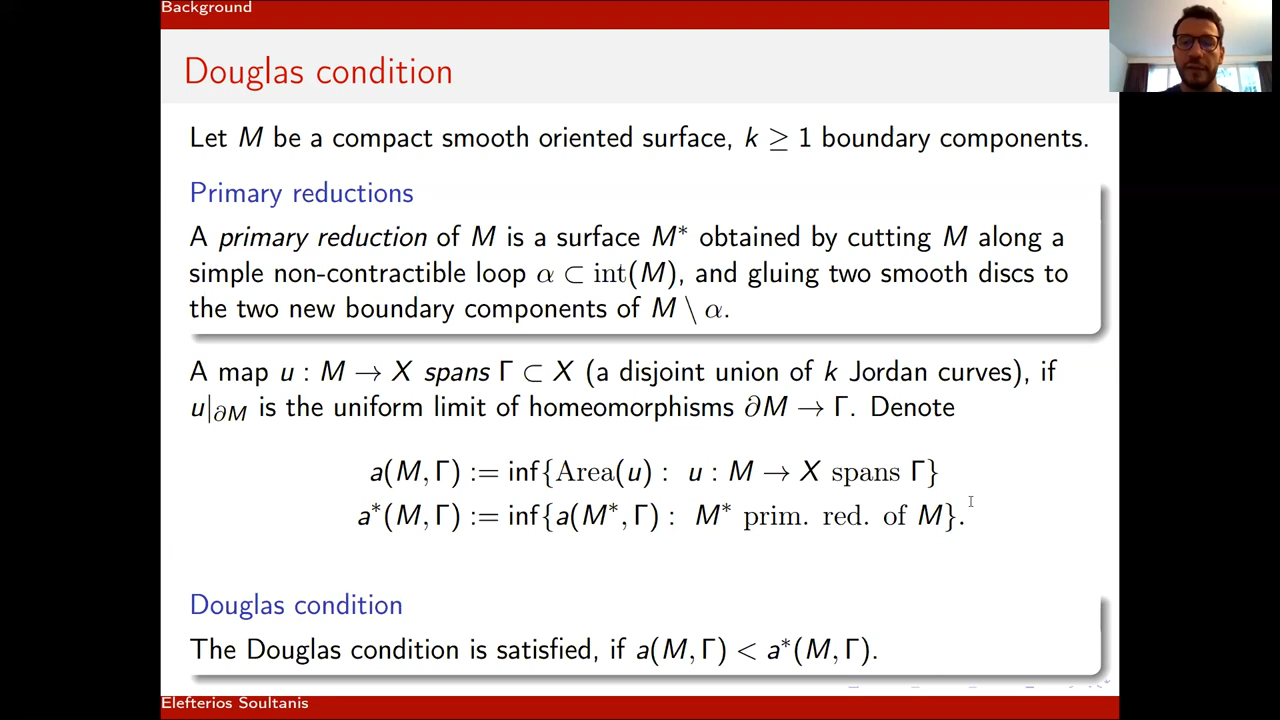 Background
Douglas condition
Let M be a compact smooth oriented surface, k ≥ 1 boundary components.
Primary reductions
A primary reduction of M is a surface M* obtained by cutting M along a
simple non-contractible loop α ⊂ int(M), and gluing two smooth discs to
the two new boundary components of M \ α.
A map u : M → X spans Γ ⊂ X (a disjoint union of k Jordan curves), if
u|∂M is the uniform limit of homeomorphisms ∂M → Γ. Denote
a(M, Γ) := inf{Area(u) : u : M → X spans Γ}
a*(M, Γ) := inf{a(M*, Γ) : M* prim. red. of M}.
Douglas condition
The Douglas condition is satisfied, if a(M, Γ) < a*(M, Γ).
Elefterios Soultanis